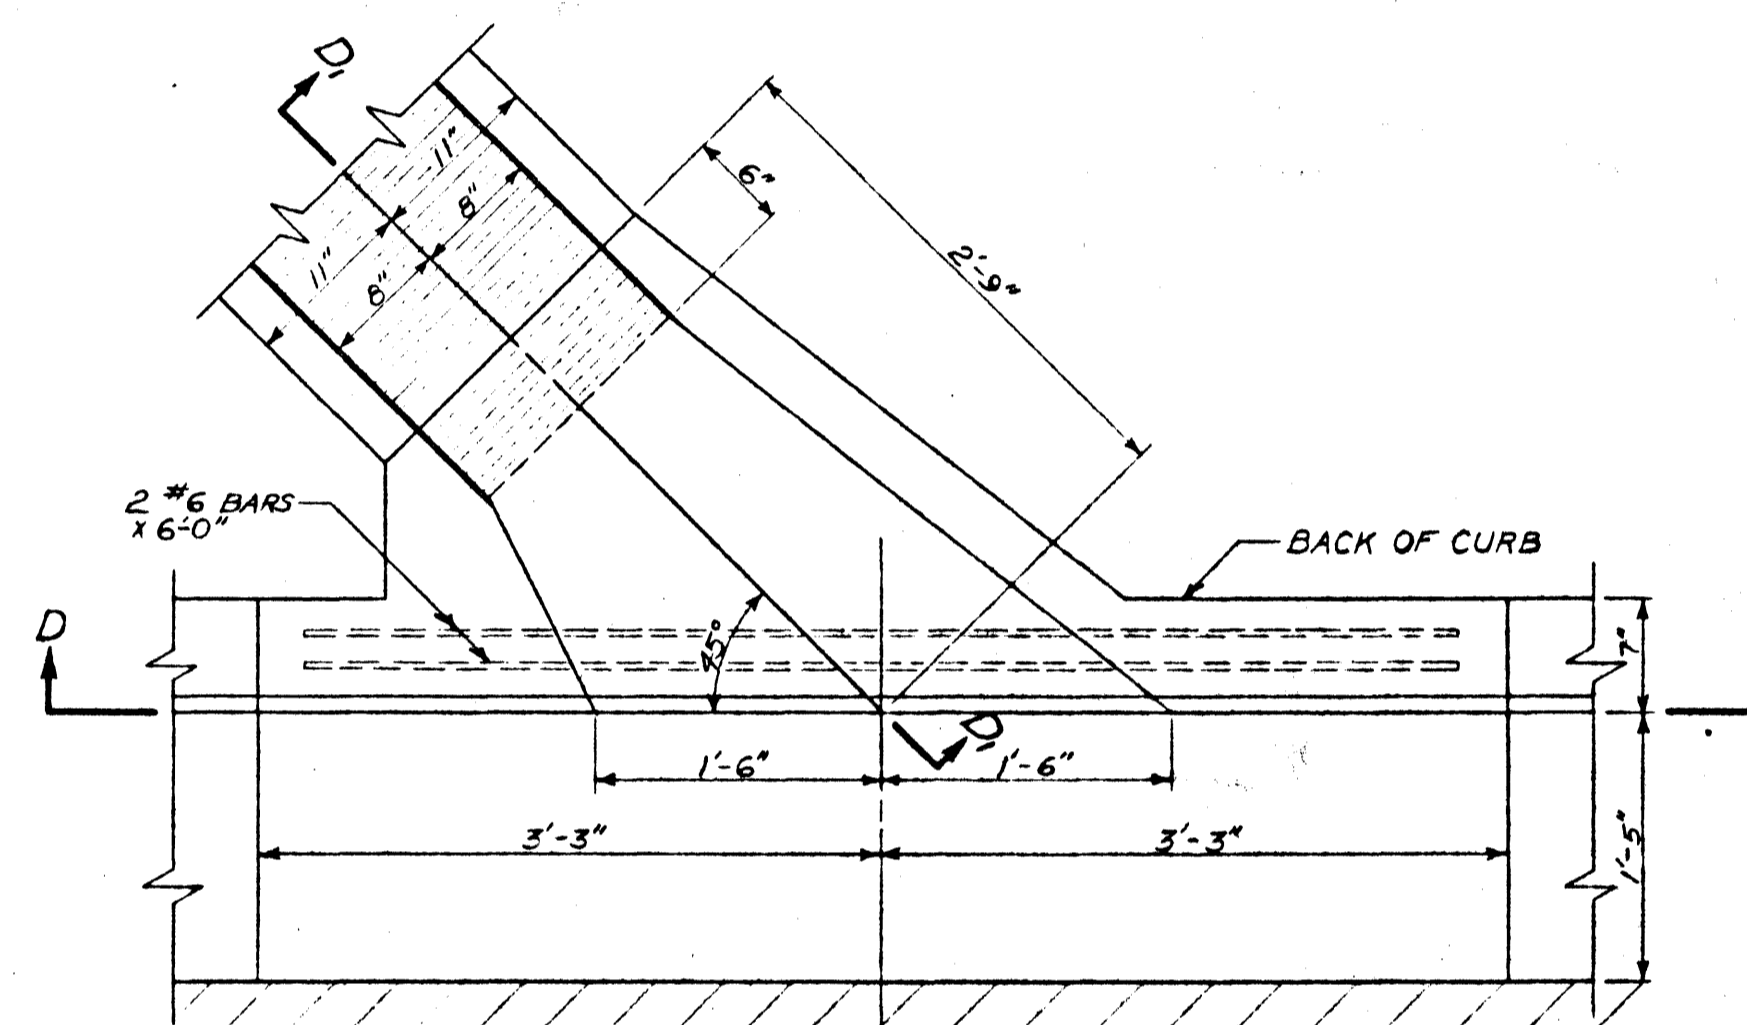 D
11"
8"
11"
8"
6"
2'-9"
2 #6 BARS
x 6'-0"
BACK OF CURB
D
45°
7"
D
1'-6"
1'-6"
3'-3"
3'-3"
1'-5"